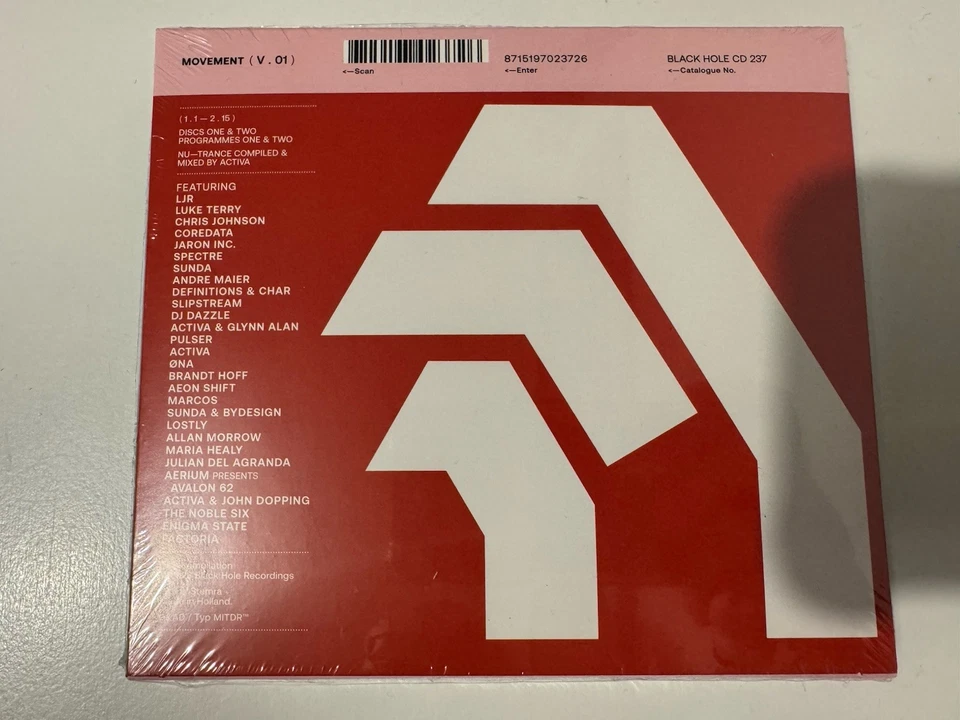 MOVEMENT ( V . 01 )
<—Scan
8715197023726
<—Enter
BLACK HOLE CD 237
<—Catalogue No.
( 1.1 — 2.15 )
DISCS ONE & TWO
PROGRAMMES ONE & TWO
NU—TRANCE COMPILED &
MIXED BY ACTIVA
FEATURING
LJR
LUKE TERRY
CHRIS JOHNSON
COREDATA
JARON INC.
SPECTRE
SUNDA
ANDRE MAIER
DEFINITIONS & CHAR
SLIPSTREAM
DJ DAZZLE
ACTIVA & GLYNN ALAN
PULSER
ACTIVA
ØNA
BRANDT HOFF
AEON SHIFT
MARCOS
SUNDA & BYDESIGN
LOSTLY
ALLAN MORROW
MARIA HEALY
JULIAN DEL AGRANDA
AERIUM PRESENTS
AVALON 62
ACTIVA & JOHN DOPPING
THE NOBLE SIX
ENIGMA STATE
FACTORIA
Black Hole Recordings
Stemra
Holland.
/ Typ MITDR™